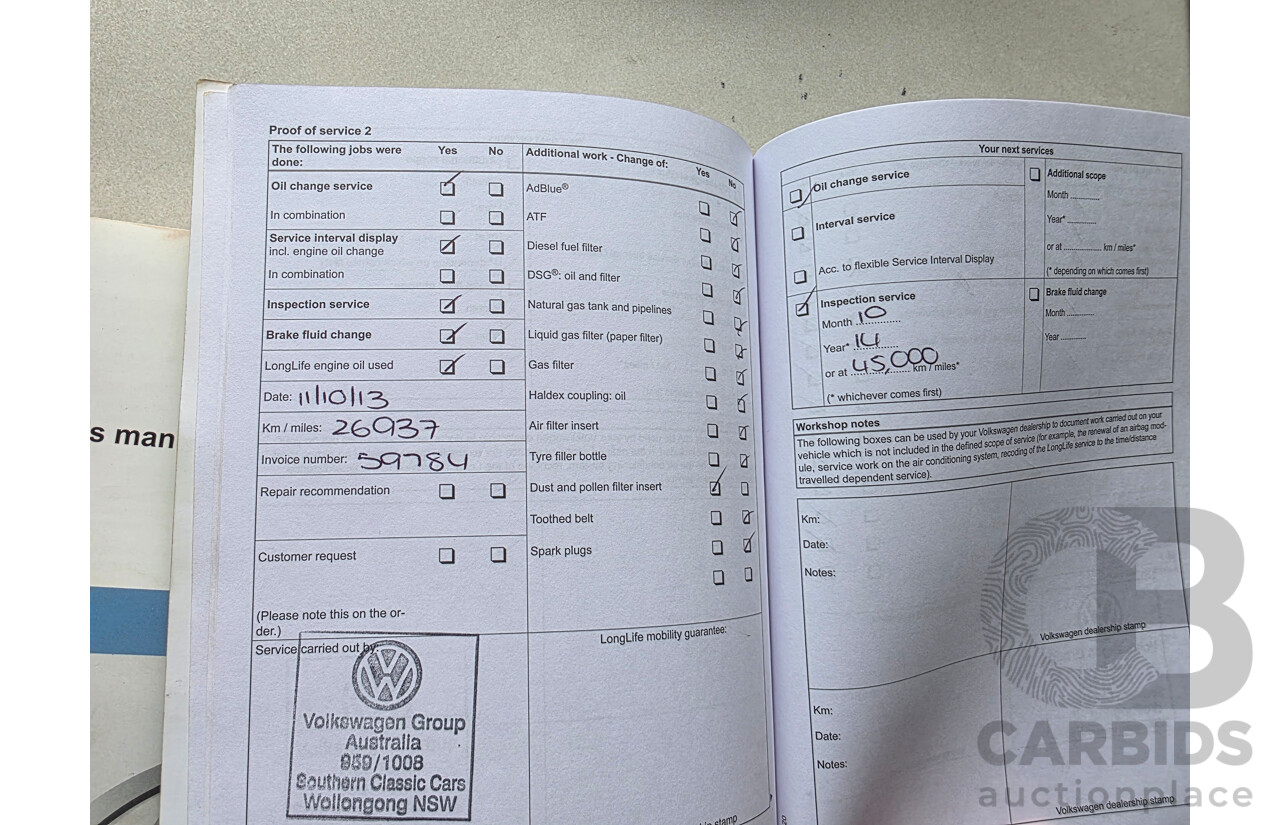 Proof of service 2
The following jobs were done:
Yes
No
Oil change service
In combination
Service interval display
incl. engine oil change
In combination
Inspection service
Brake fluid change
LongLife engine oil used
Date: 11/10/13
Km / miles: 26937
Invoice number: 59784
Repair recommendation
Customer request
(Please note this on the or-
der.)
Service carried out by:
Volkswagen Group
Australia
959/1008
Southern Classic Cars
Wollongong NSW
Additional work - Change of:
Yes
No
AdBlue®
ATF
Diesel fuel filter
DSG®: oil and filter
Natural gas tank and pipelines
Liquid gas filter (paper filter)
Gas filter
Haldex coupling: oil
Air filter insert
Tyre filler bottle
Dust and pollen filter insert
Toothed belt
Spark plugs
LongLife mobility guarantee:
stamp
Your next services
Oil change service
Interval service
Acc. to flexible Service Interval Display
Inspection service
Month 10
Year* 14
or at 45,000 km / miles*
(* whichever comes first)
Additional scope
Month ............
Year* ............
or at ................ km / miles*
(* depending on which comes first)
Brake fluid change
Month ...........
Year ...........
Workshop notes
The following boxes can be used by your Volkswagen dealership to document work carried out on your
vehicle which is not included in the defined scope of service (for example, the renewal of an airbag mod-
ule, service work on the air conditioning system, recoding of the LongLife service to the time/distance
travelled dependent service).
Km:
Date:
Notes:
Volkswagen dealership stamp
Km:
Date:
Notes:
Volkswagen dealership stamp
s man
CB
CARBIDS
auctionplace